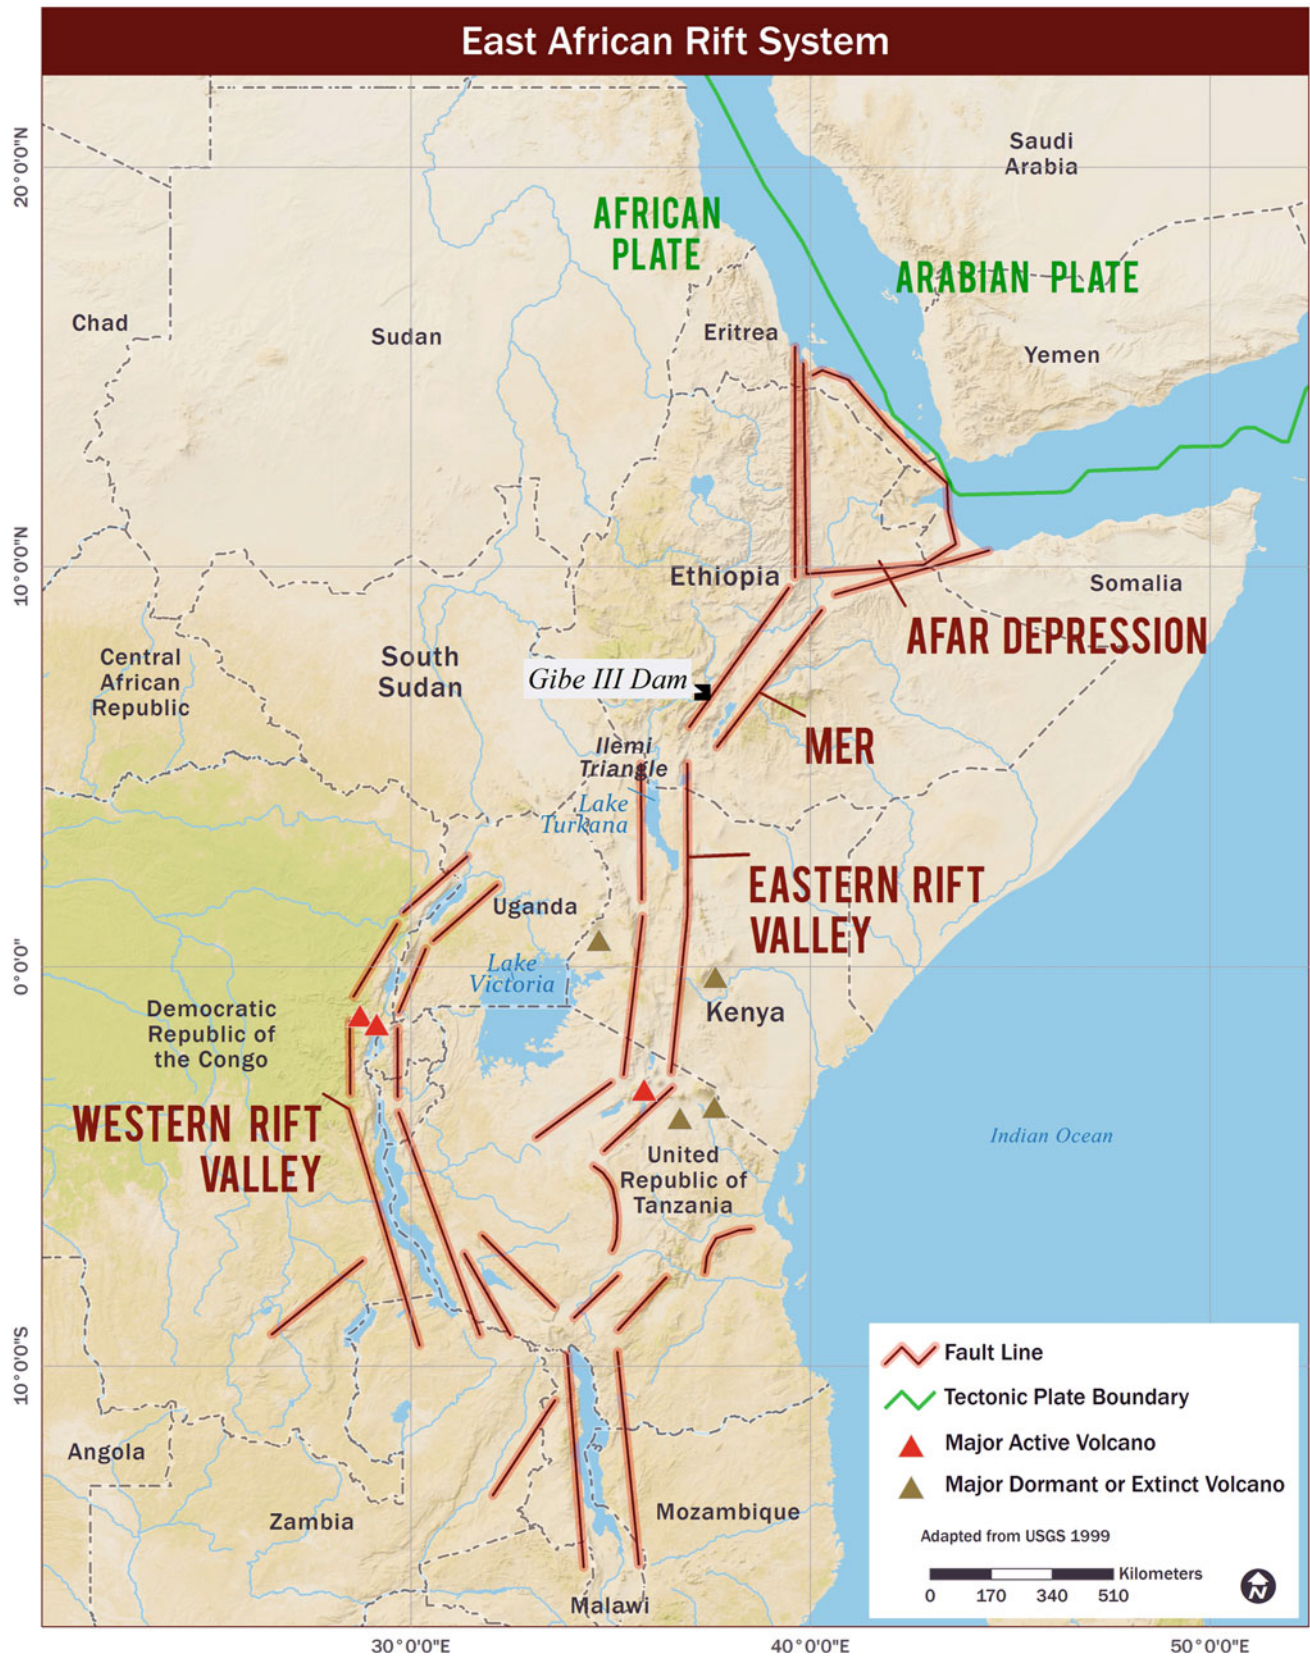 East African Rift System
20°0'0"N
10°0'0"N
0°0'0"
10°0'0"S
Saudi
Arabia
AFRICAN
PLATE
ARABIAN PLATE
Chad
Sudan
Eritrea
Yemen
Ethiopia
Somalia
AFAR DEPRESSION
Central
African
Republic
South
Sudan
Gibe III Dam
MER
Ilemi
Triangle
Lake
Turkana
EASTERN RIFT
VALLEY
Uganda
Lake
Victoria
Kenya
Democratic
Republic of
the Congo
WESTERN RIFT
VALLEY
United
Republic of
Tanzania
Indian Ocean
Angola
Zambia
Mozambique
Malawi
Fault Line
Tectonic Plate Boundary
Major Active Volcano
Major Dormant or Extinct Volcano
Adapted from USGS 1999
Kilometers
0 170 340 510
N
30°0'0"E
40°0'0"E
50°0'0"E